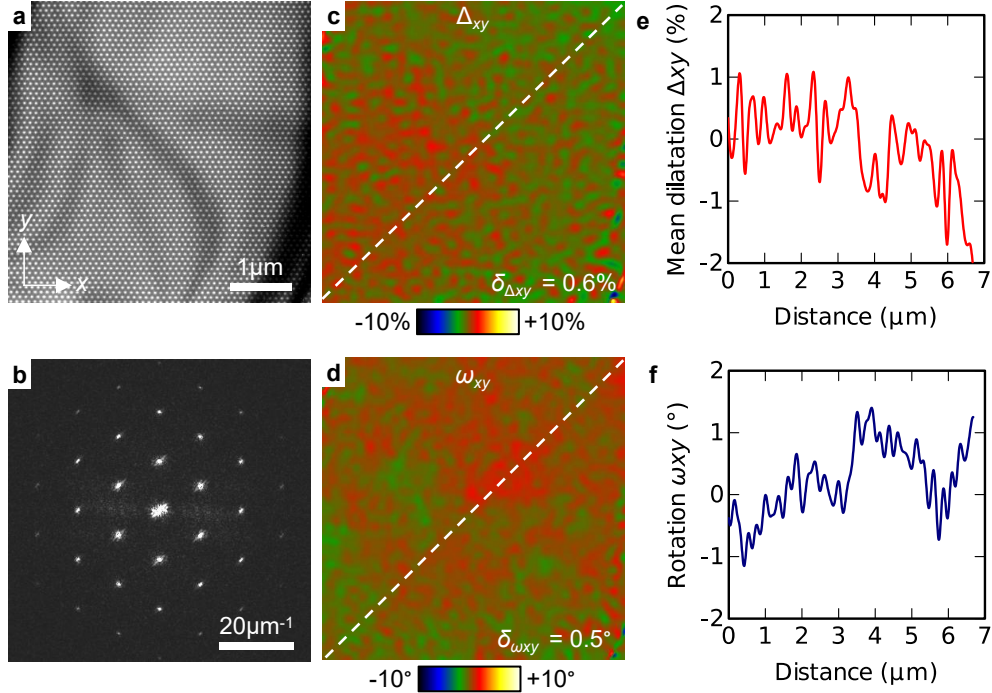 a
y
x
1µm
b
20µm⁻¹
c
Δxy
δΔxy = 0.6%
-10%
+10%
d
ωxy
δωxy = 0.5°
-10°
+10°
e
Mean dilatation Δxy (%)
2
1
0
-1
-2
0 1 2 3 4 5 6 7
Distance (µm)
f
Rotation ωxy (°)
2
1
0
-1
-2
0 1 2 3 4 5 6 7
Distance (µm)